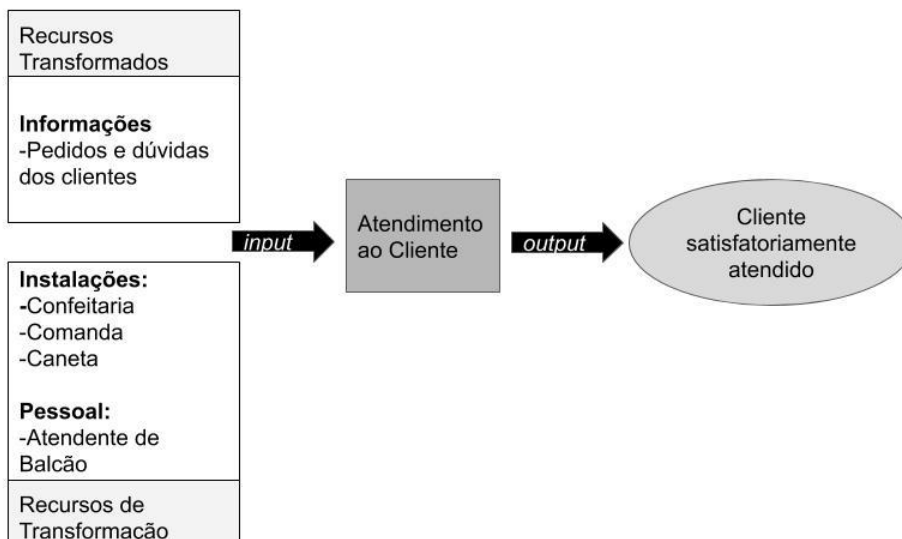 Recursos
Transformados
Informações
-Pedidos e dúvidas
dos clientes
input
Atendimento
ao Cliente
output
Cliente
satisfatoriamente
atendido
Instalações:
-Confeitaria
-Comanda
-Caneta
Pessoal:
-Atendente de
Balcão
Recursos de
Transformação